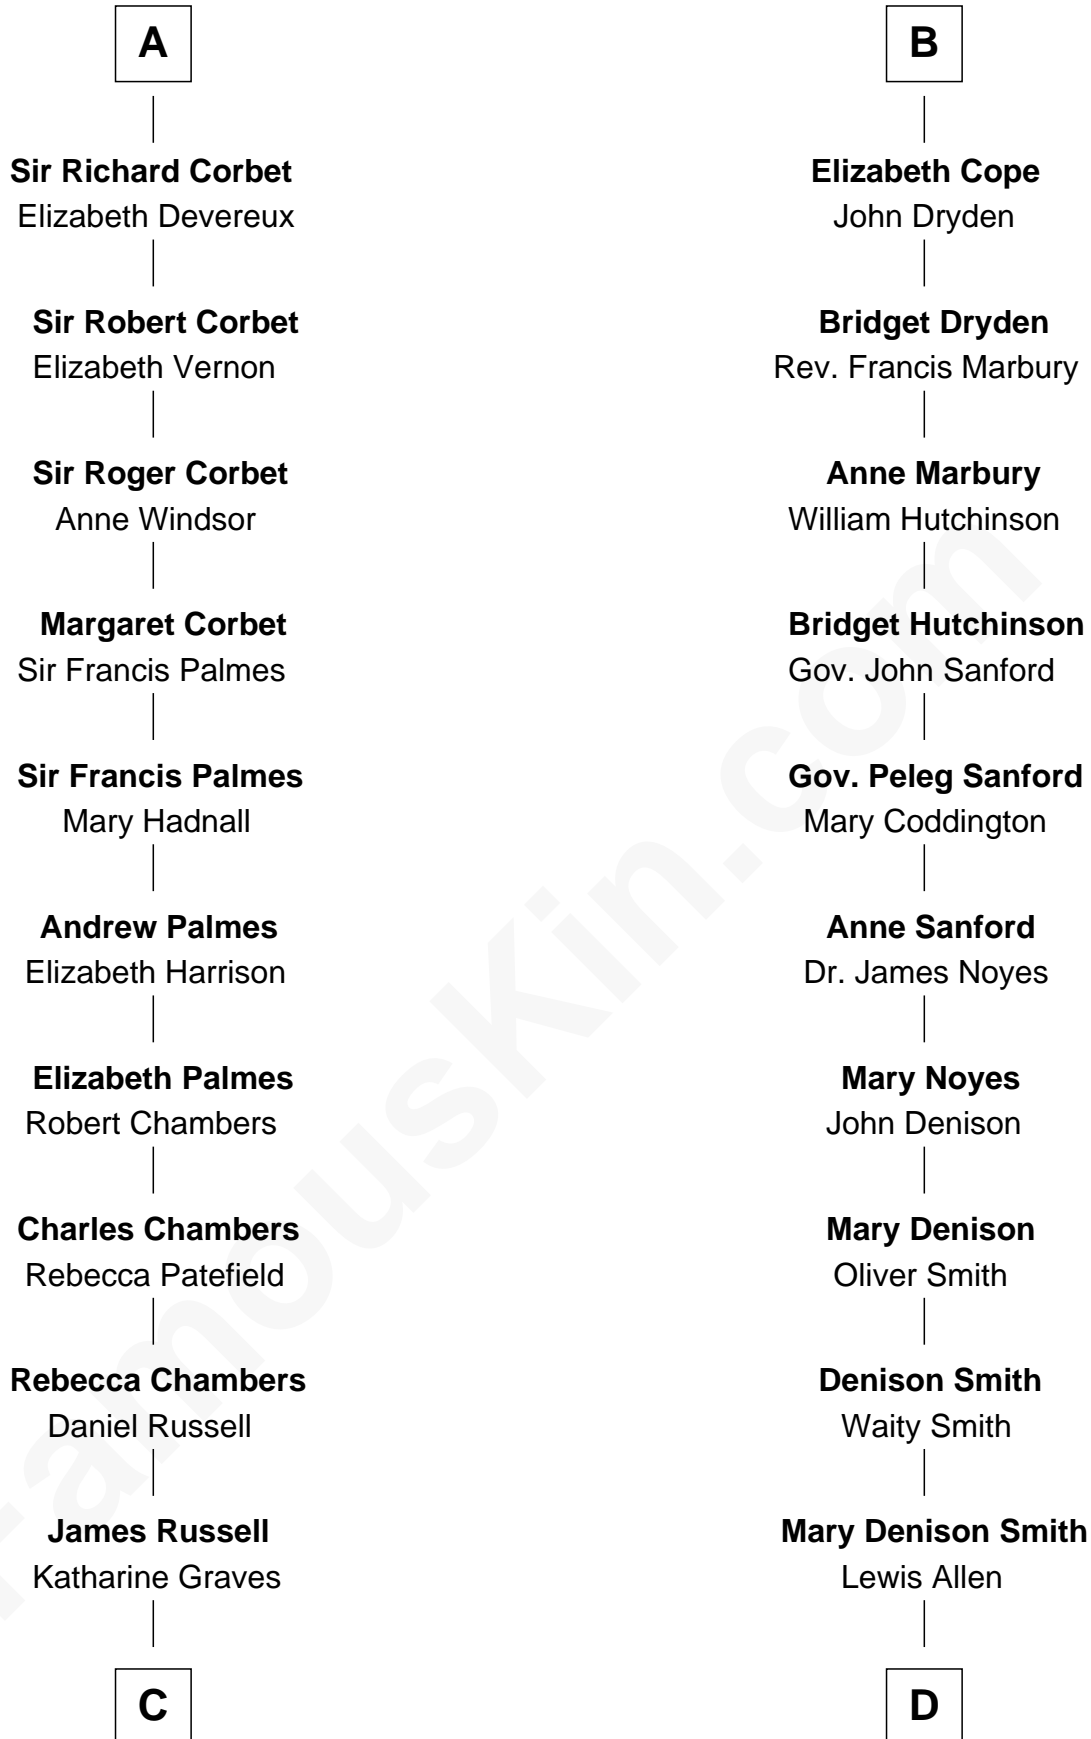 A
Sir Richard Corbet
Elizabeth Devereux
Sir Robert Corbet
Elizabeth Vernon
Sir Roger Corbet
Anne Windsor
Margaret Corbet
Sir Francis Palmes
Sir Francis Palmes
Mary Hadnall
Andrew Palmes
Elizabeth Harrison
Elizabeth Palmes
Robert Chambers
Charles Chambers
Rebecca Patefield
Rebecca Chambers
Daniel Russell
James Russell
Katharine Graves
C
B
Elizabeth Cope
John Dryden
Bridget Dryden
Rev. Francis Marbury
Anne Marbury
William Hutchinson
Bridget Hutchinson
Gov. John Sanford
Gov. Peleg Sanford
Mary Coddington
Anne Sanford
Dr. James Noyes
Mary Noyes
John Denison
Mary Denison
Oliver Smith
Denison Smith
Waity Smith
Mary Denison Smith
Lewis Allen
D
FamousKin.com